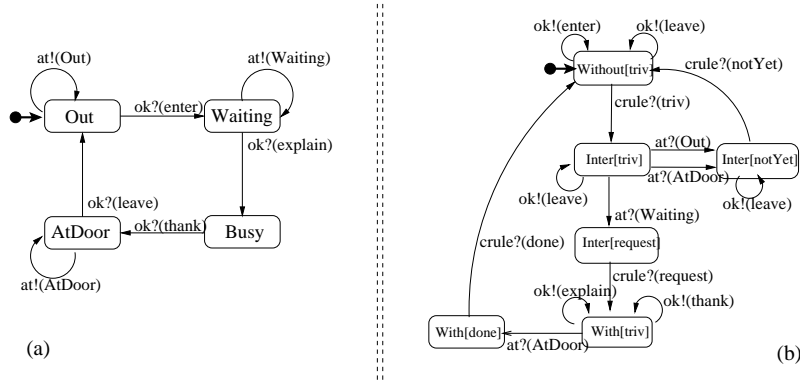 at!(Out)
at!(Waiting)
Out
ok?(enter)
Waiting
ok?(explain)
ok?(leave)
AtDoor
ok?(thank)
Busy
at!(AtDoor)
(a)
ok!(enter)
ok!(leave)
Without[triv]
crule?(notYet)
crule?(triv)
at?(Out)
Inter[triv]
Inter[notYet]
at?(AtDoor)
ok!(leave)
ok!(leave)
at?(Waiting)
crule?(done)
Inter[request]
crule?(request)
ok!(explain)
ok!(thank)
With[done]
With[triv]
at?(AtDoor)
(b)